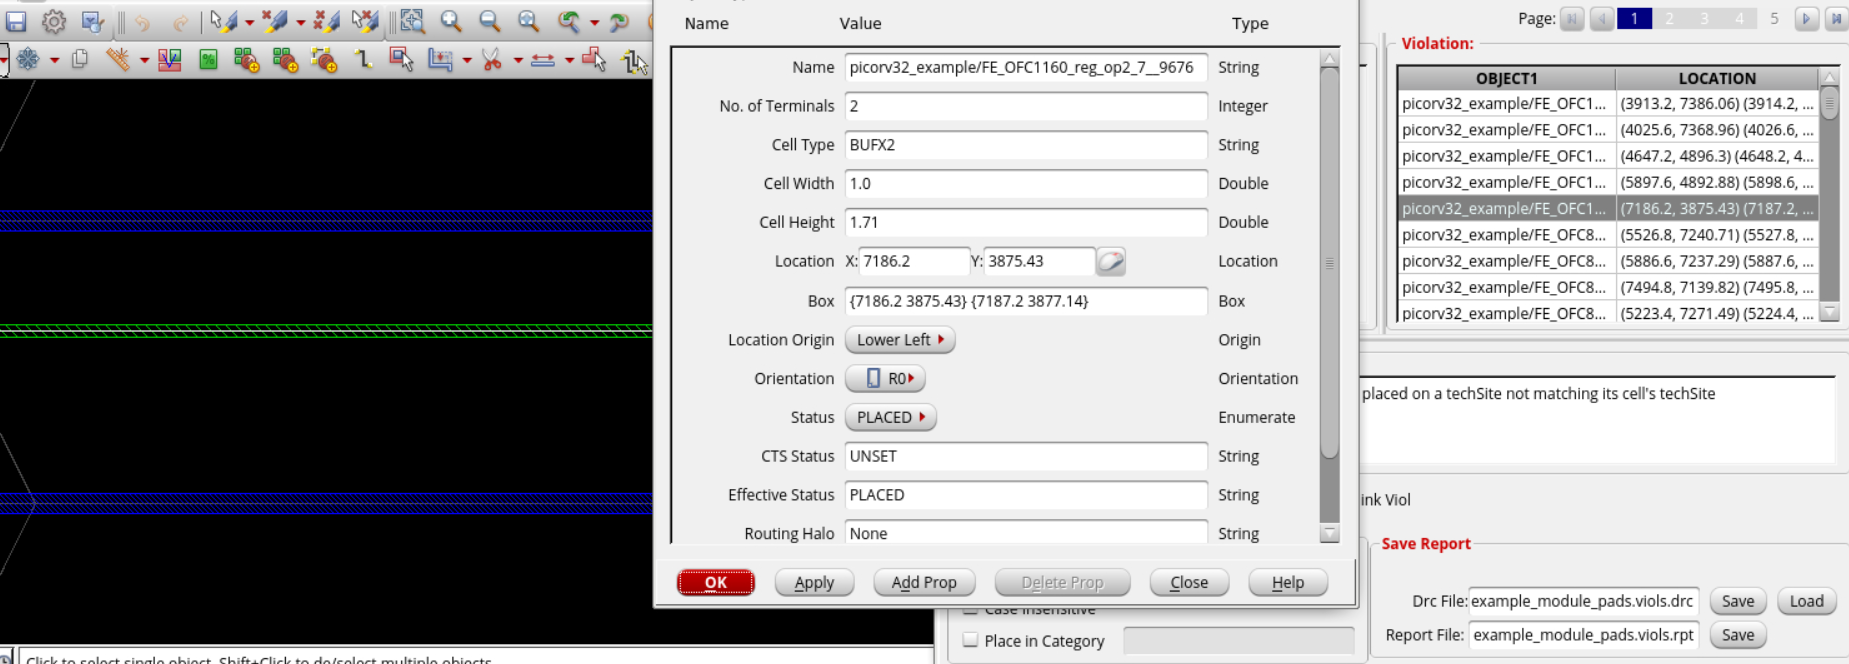 Name Value Type
Name picorv32_example/FE_OFC1160_reg_op2_7__9676 String
No. of Terminals 2 Integer
Cell Type BUFX2 String
Cell Width 1.0 Double
Cell Height 1.71 Double
Location X: 7186.2 Y: 3875.43 Location
Box {7186.2 3875.43} {7187.2 3877.14} Box
Location Origin Lower Left Origin
Orientation R0 Orientation
Status PLACED Enumerate
CTS Status UNSET String
Effective Status PLACED String
Routing Halo None String
OK Apply Add Prop Delete Prop Close Help
Case Insensitive
Place in Category
Click to select single object. Shift+Click to de/select multiple objects
Page: 1 2 3 4 5
Violation:
OBJECT1 LOCATION
picorv32_example/FE_OFC1... (3913.2, 7386.06) (3914.2, ...
picorv32_example/FE_OFC1... (4025.6, 7368.96) (4026.6, ...
picorv32_example/FE_OFC1... (4647.2, 4896.3) (4648.2, 4...
picorv32_example/FE_OFC1... (5897.6, 4892.88) (5898.6, ...
picorv32_example/FE_OFC1... (7186.2, 3875.43) (7187.2, ...
picorv32_example/FE_OFC8... (5526.8, 7240.71) (5527.8, ...
picorv32_example/FE_OFC8... (5886.6, 7237.29) (5887.6, ...
picorv32_example/FE_OFC8... (7494.8, 7139.82) (7495.8, ...
picorv32_example/FE_OFC8... (5223.4, 7271.49) (5224.4, ...
placed on a techSite not matching its cell's techSite
ink Viol
Save Report
Drc File: example_module_pads.viols.drc Save Load
Report File: example_module_pads.viols.rpt Save